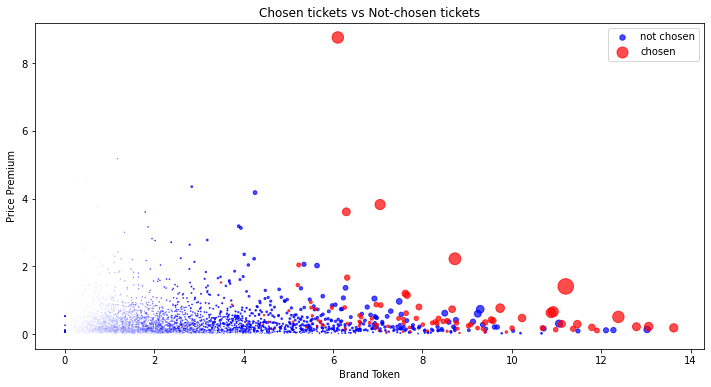 Chosen tickets vs Not-chosen tickets
not chosen
chosen
Price Premium
8
6
4
2
0
0 2 4 6 8 10 12 14
Brand Token